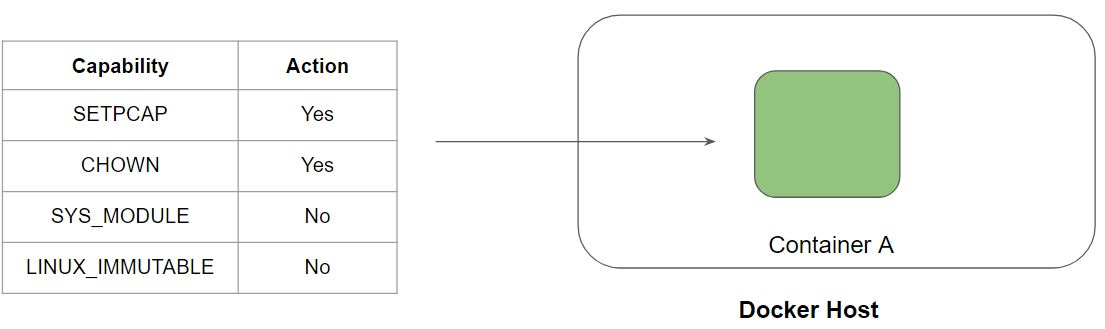 Capability Action
SETPCAP Yes
CHOWN Yes
SYS_MODULE No
LINUX_IMMUTABLE No
Container A
Docker Host